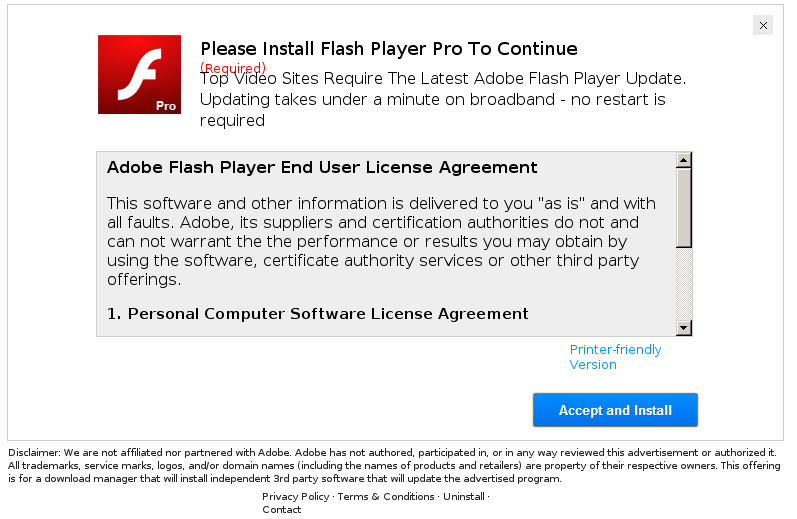 Please Install Flash Player Pro To Continue
(Required)
Top Video Sites Require The Latest Adobe Flash Player Update.
Updating takes under a minute on broadband - no restart is
required
Pro
Adobe Flash Player End User License Agreement
This software and other information is delivered to you "as is" and with
all faults. Adobe, its suppliers and certification authorities do not and
can not warrant the the performance or results you may obtain by
using the software, certificate authority services or other third party
offerings.
1. Personal Computer Software License Agreement
Printer-friendly
Version
Accept and Install
Disclaimer: We are not affiliated nor partnered with Adobe. Adobe has not authored, participated in, or in any way reviewed this advertisement or authorized it.
All trademarks, service marks, logos, and/or domain names (including the names of products and retailers) are property of their respective owners. This offering
is for a download manager that will install independent 3rd party software that will update the advertised program.
Privacy Policy · Terms & Conditions · Uninstall ·
Contact